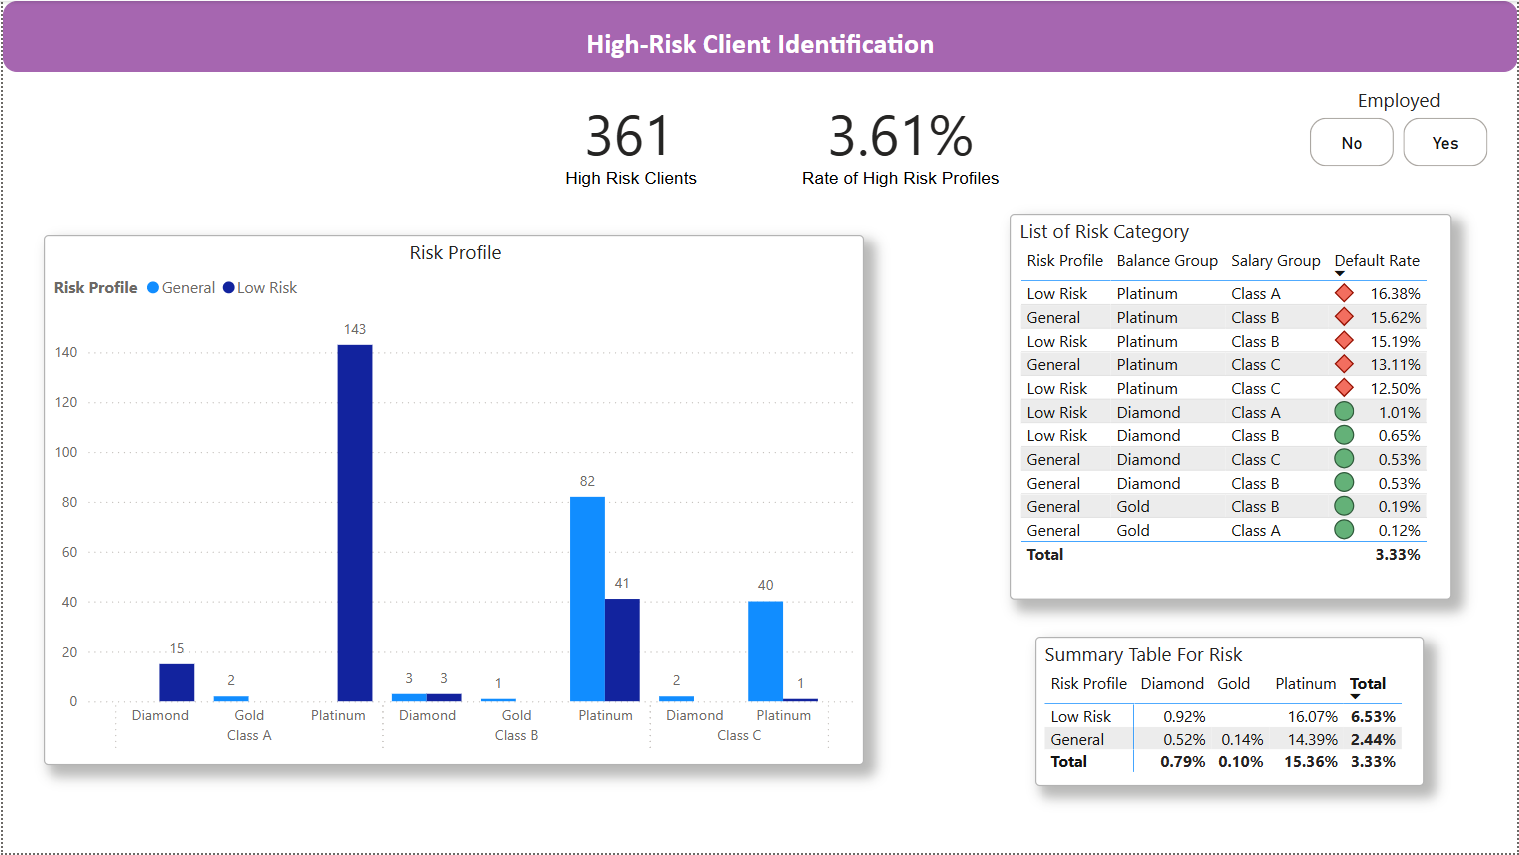 High-Risk Client Identification
361
High Risk Clients
3.61%
Rate of High Risk Profiles
Employed
No Yes
Risk Profile
Risk Profile General Low Risk
143
140
120
100
82
80
60
41
40
40
20
15
2
3
3
1
2
1
0
Diamond Gold Platinum Diamond Gold Platinum Diamond Platinum
Class A Class B Class C
List of Risk Category
Risk Profile Balance Group Salary Group Default Rate
Low Risk Platinum Class A 16.38%
General Platinum Class B 15.62%
Low Risk Platinum Class B 15.19%
General Platinum Class C 13.11%
Low Risk Platinum Class C 12.50%
Low Risk Diamond Class A 1.01%
Low Risk Diamond Class B 0.65%
General Diamond Class C 0.53%
General Diamond Class B 0.53%
General Gold Class B 0.19%
General Gold Class A 0.12%
Total 3.33%
Summary Table For Risk
Risk Profile Diamond Gold Platinum Total
Low Risk 0.92% 16.07% 6.53%
General 0.52% 0.14% 14.39% 2.44%
Total 0.79% 0.10% 15.36% 3.33%